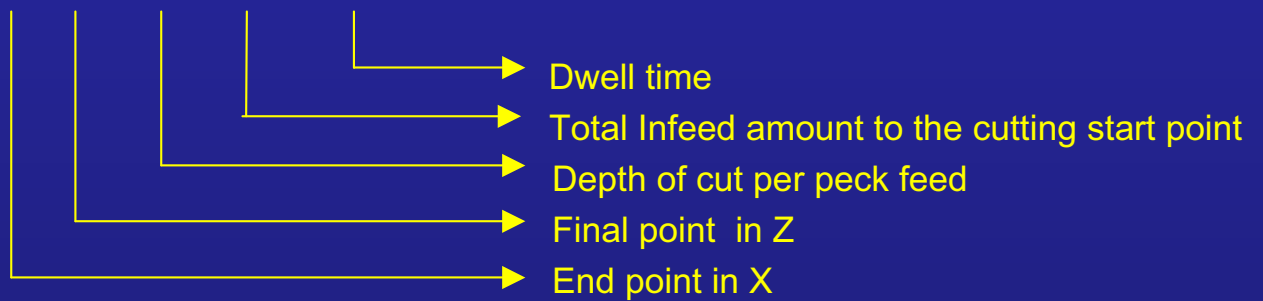 Dwell time
Total Infeed amount to the cutting start point
Depth of cut per peck feed
Final point in Z
End point in X